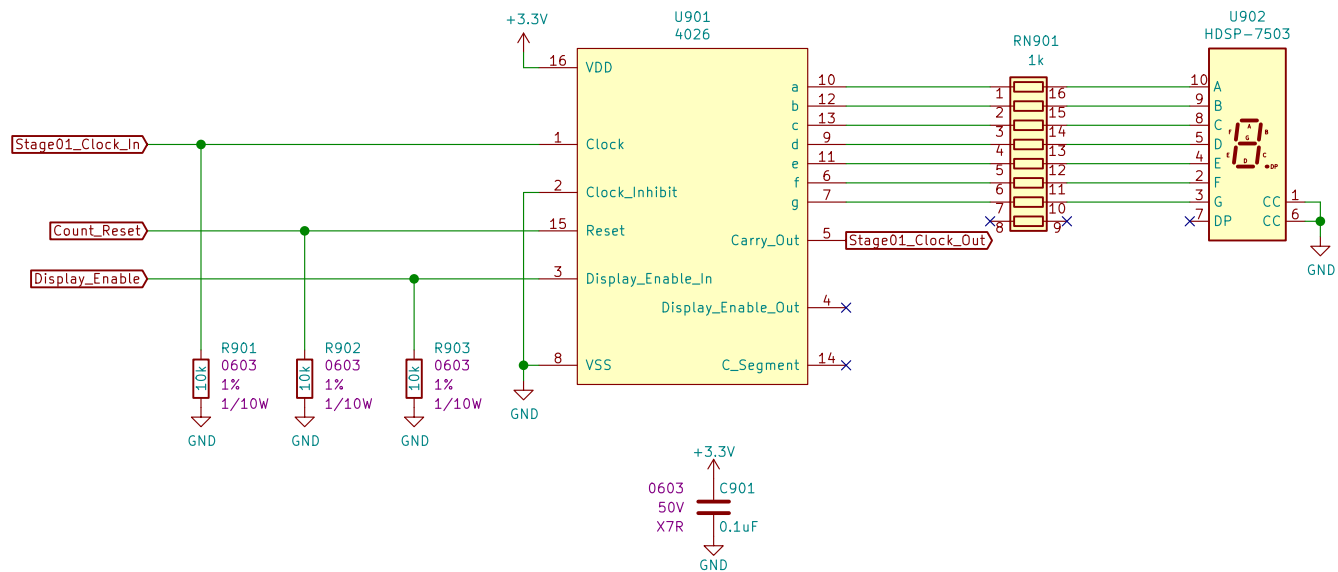 +3.3V
U901
4026
U902
HDSP-7503
RN901
1k
16 VDD
a 10 1 16 10 A
b 12 2 15 9 B
c 13 3 14 8 C
Stage01_Clock_In 1 Clock d 9 4 13 5 D
e 11 5 12 4 E
2 Clock_Inhibit f 6 6 11 2 F
g 7 7 10 3 G CC 1
8 9 7 DP CC 6
Count_Reset 15 Reset
Carry_Out 5 Stage01_Clock_Out
A
F B
G
E C
D
DP
GND
Display_Enable 3 Display_Enable_In
Display_Enable_Out 4
8 VSS C_Segment 14
GND
R901
0603
1%
1/10W
10k
GND
R902
0603
1%
1/10W
10k
GND
R903
0603
1%
1/10W
10k
GND
+3.3V
0603 C901
50V
X7R 0.1uF
GND